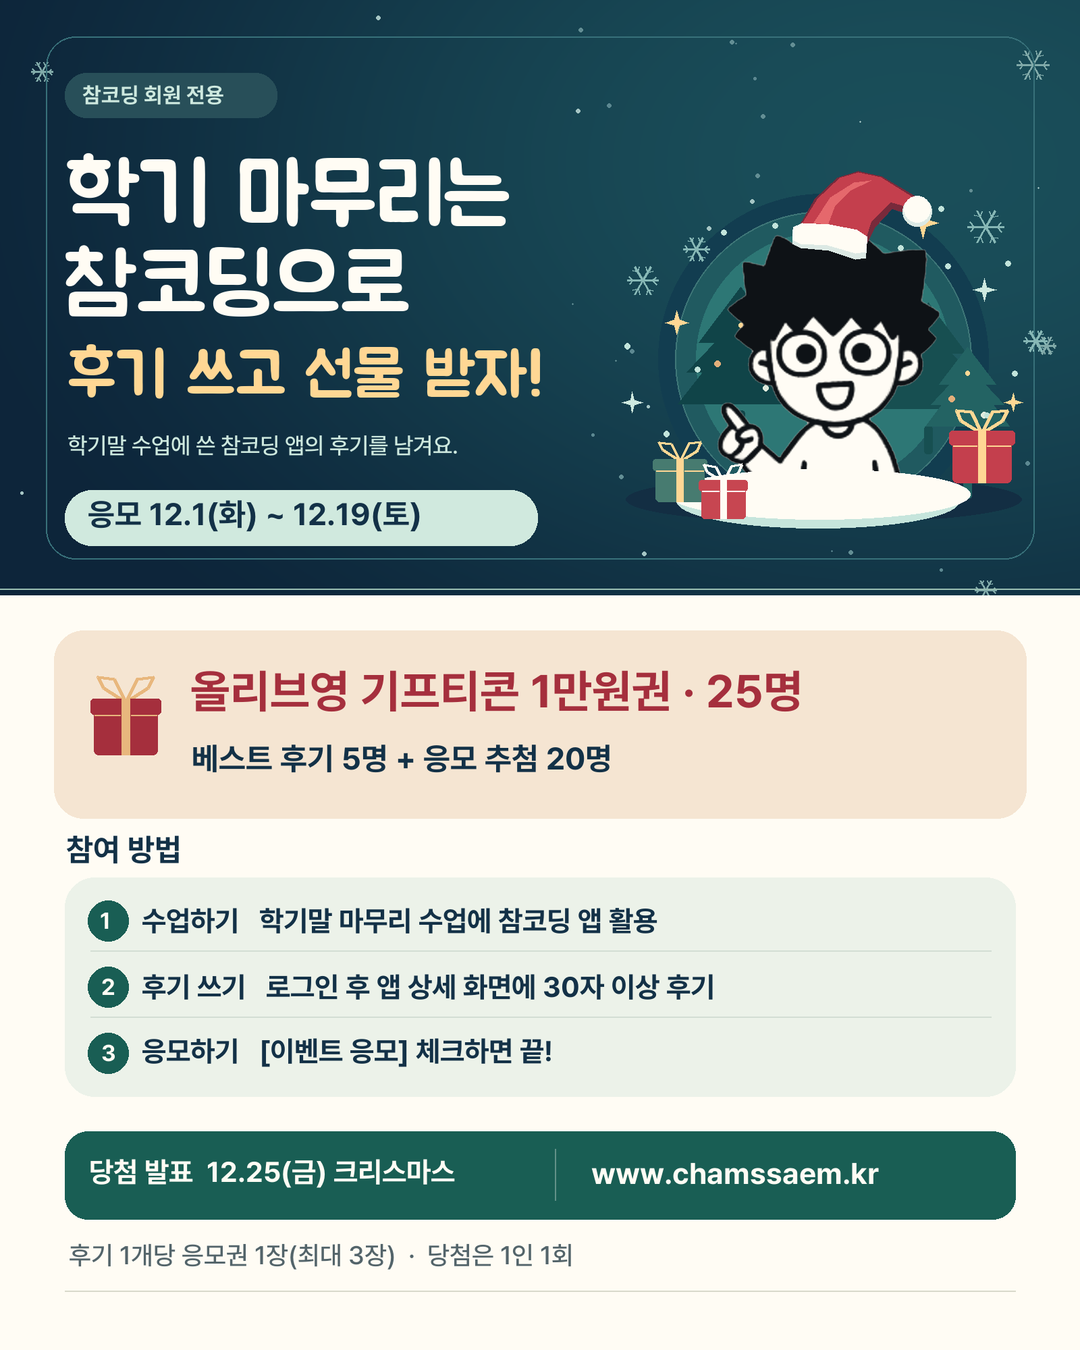 참코딩 회원 전용
학기 마무리는
참코딩으로
후기 쓰고 선물 받자!
학기말 수업에 쓴 참코딩 앱의 후기를 남겨요.
응모 12.1(화) ~ 12.19(토)
올리브영 기프티콘 1만원권 · 25명
베스트 후기 5명 + 응모 추첨 20명
참여 방법
1 수업하기 학기말 마무리 수업에 참코딩 앱 활용
2 후기 쓰기 로그인 후 앱 상세 화면에 30자 이상 후기
3 응모하기 [이벤트 응모] 체크하면 끝!
당첨 발표 12.25(금) 크리스마스
www.chamssaem.kr
후기 1개당 응모권 1장(최대 3장) · 당첨은 1인 1회